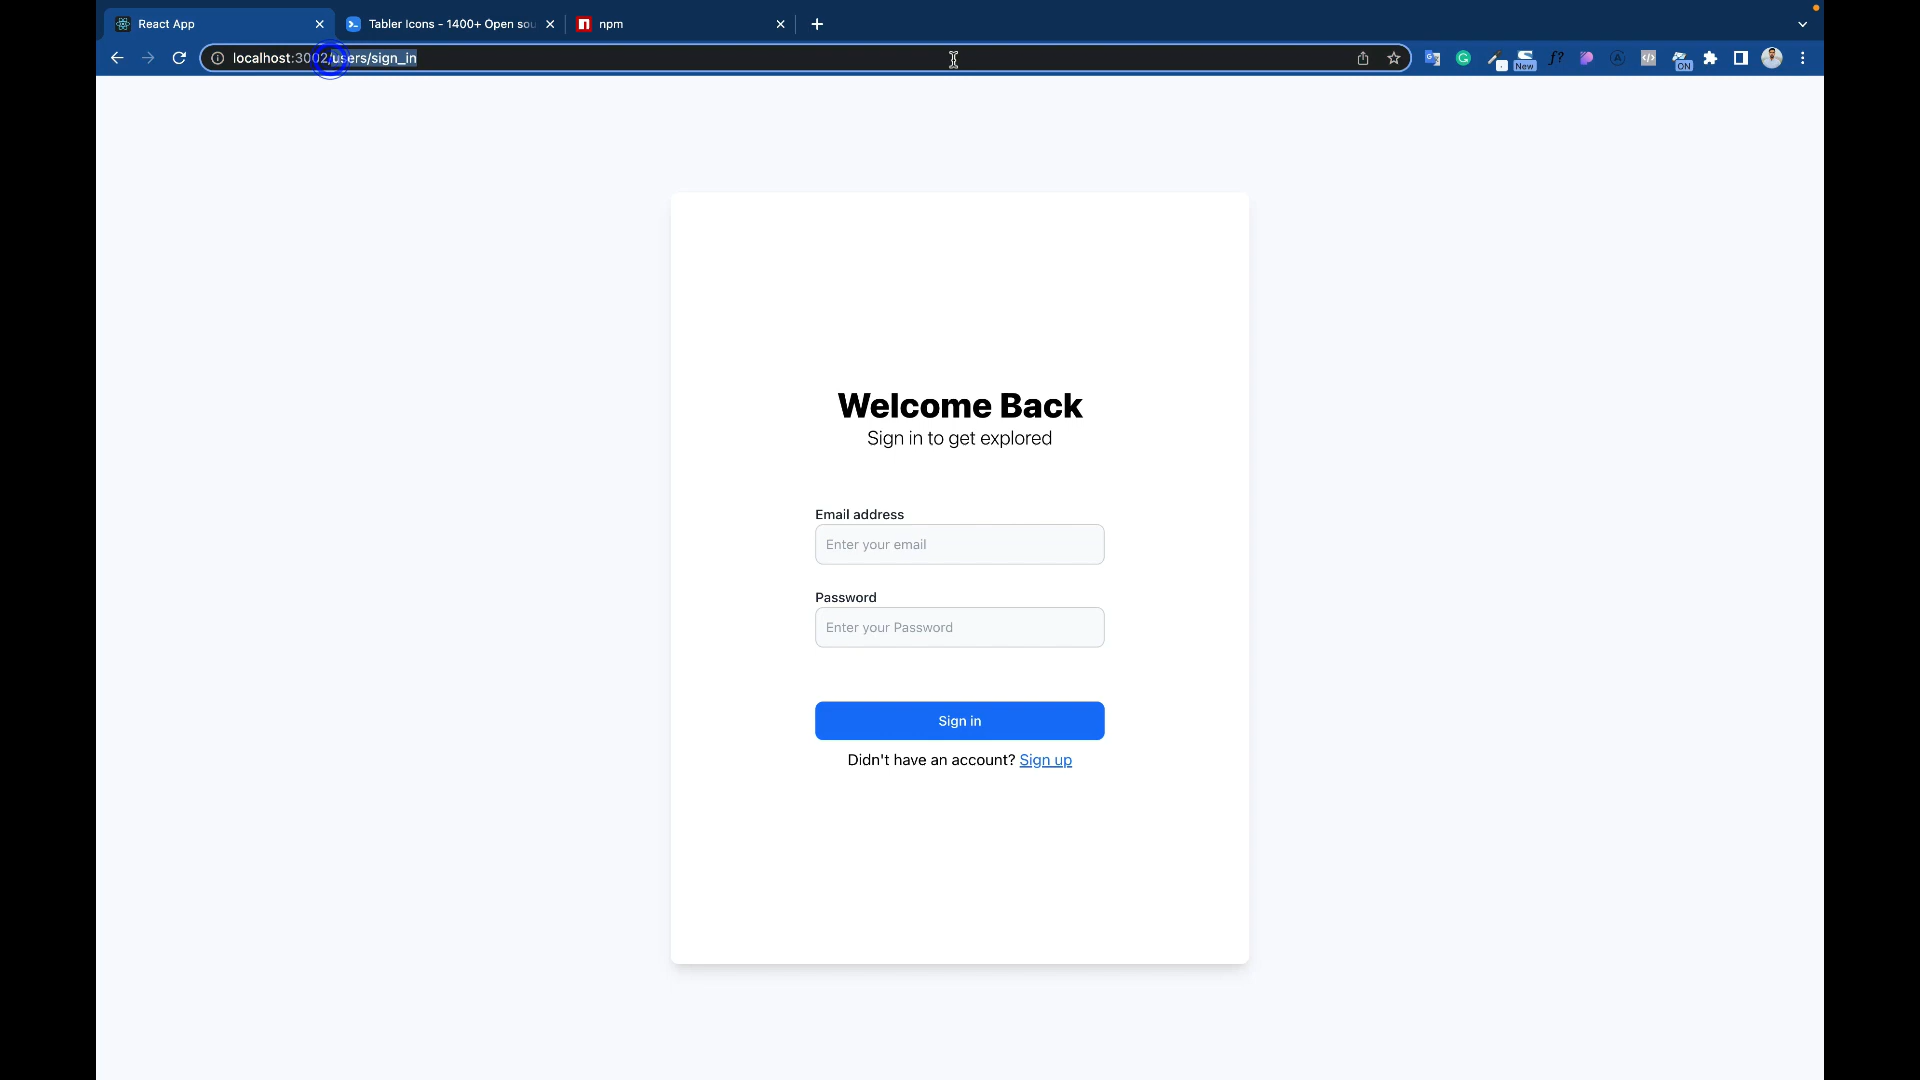 React App
Tabler Icons - 1400+ Open sou
npm
localhost:3002/users/sign_in
New
ON
Welcome Back
Sign in to get explored
Email address
Enter your email
Password
Enter your Password
Sign in
Didn't have an account? Sign up